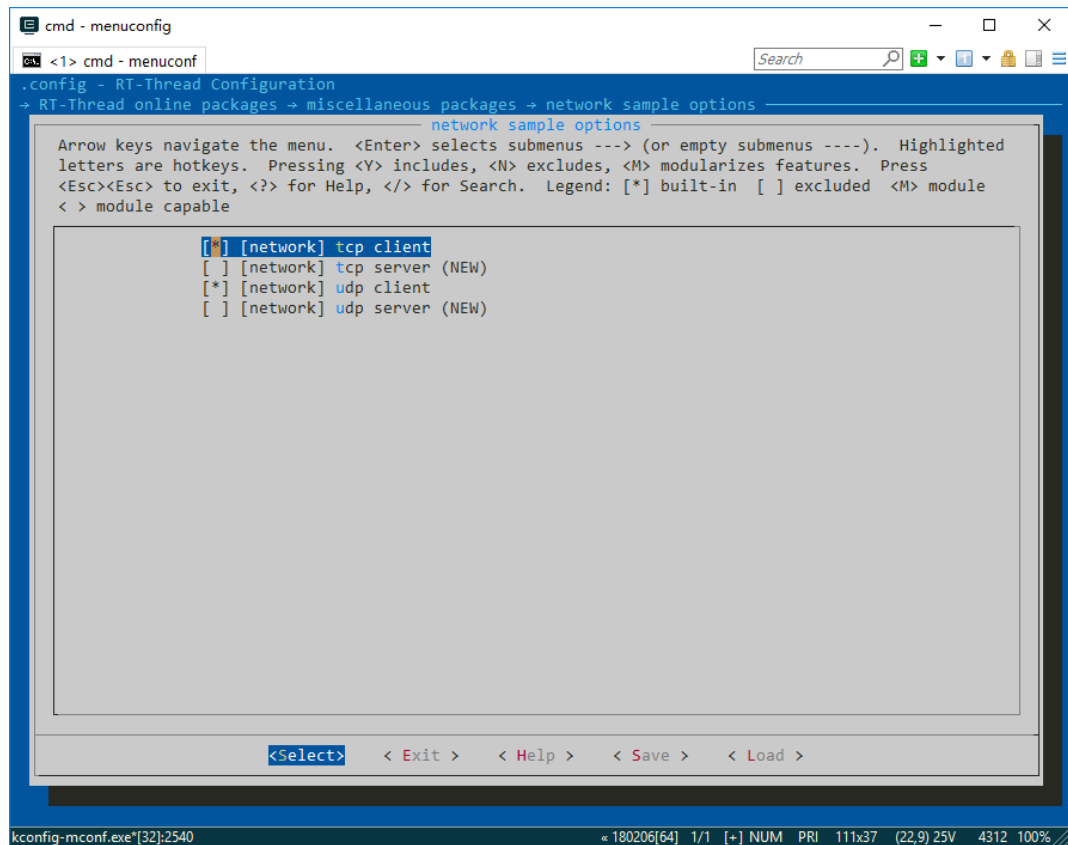 cmd - menuconfig
<1> cmd - menuconf
Search
.config - RT-Thread Configuration
→ RT-Thread online packages → miscellaneous packages → network sample options
network sample options
Arrow keys navigate the menu. <Enter> selects submenus ---> (or empty submenus ----). Highlighted
letters are hotkeys. Pressing <Y> includes, <N> excludes, <M> modularizes features. Press
<Esc><Esc> to exit, <?> for Help, </> for Search. Legend: [*] built-in [ ] excluded <M> module
< > module capable
[*] [network] tcp client
[ ] [network] tcp server (NEW)
[*] [network] udp client
[ ] [network] udp server (NEW)
<Select> < Exit > < Help > < Save > < Load >
kconfig-mconf.exe*[32]:2540 « 180206[64] 1/1 [+] NUM PRI 111x37 (22,9) 25V 4312 100%